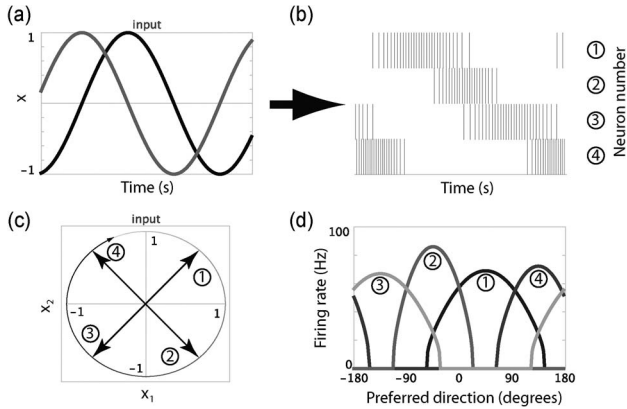 (a)
input
1
x
-1
Time (s)
(b)
①
②
③
④
Neuron number
Time (s)
(c)
input
④
1
①
x₂
-1
1
③
②
-1
x₁
(d)
100
Firing rate (Hz)
0
③
②
①
④
-180
-90
0
90
180
Preferred direction (degrees)